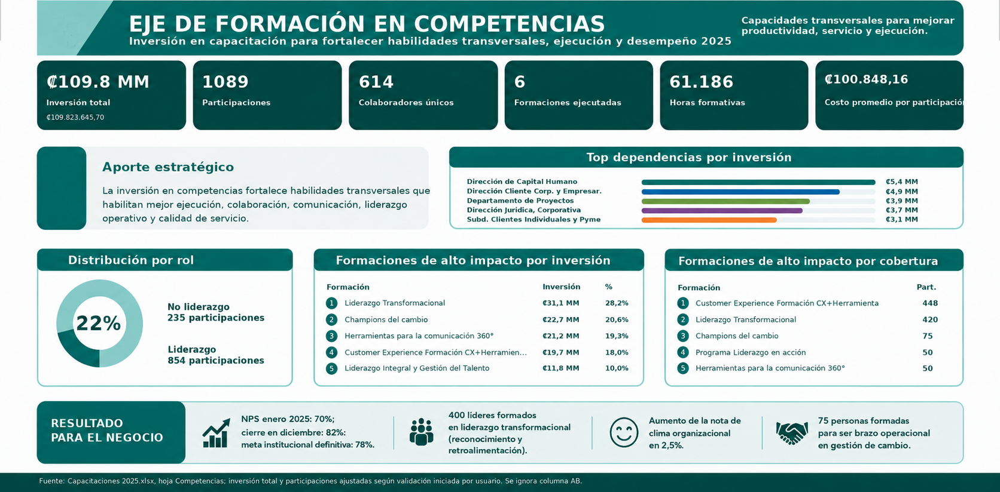 EJE DE FORMACIÓN EN COMPETENCIAS
Inversión en capacitación para fortalecer habilidades transversales, ejecución y desempeño 2025
Capacidades transversales para mejorar
productividad, servicio y ejecución.
₡109.8 MM
Inversión total
₡109.823.645,70
1089
Participaciones
614
Colaboradores únicos
6
Formaciones ejecutadas
61.186
Horas formativas
₡100.848,16
Costo promedio por participación
Aporte estratégico
La inversión en competencias fortalece habilidades transversales que
habilitan mejor ejecución, colaboración, comunicación, liderazgo
operativo y calidad de servicio.
Top dependencias por inversión
Dirección de Capital Humano ₡5,4 MM
Dirección Cliente Corp. y Empresar. ₡4,9 MM
Departamento de Proyectos ₡3,9 MM
Dirección Jurídica, Corporativa ₡3,7 MM
Subd. Clientes Individuales y Pyme ₡3,1 MM
Distribución por rol
22%
No liderazgo
235 participaciones
Liderazgo
854 participaciones
Formaciones de alto impacto por inversión
Formación Inversión %
1 Liderazgo Transformacional ₡31,1 MM 28,2%
2 Champions del cambio ₡22,7 MM 20,6%
3 Herramientas para la comunicación 360° ₡21,2 MM 19,3%
4 Customer Experience Formación CX+Herramien... ₡19,7 MM 18,0%
5 Liderazgo Integral y Gestión del Talento ₡11,8 MM 10,0%
Formaciones de alto impacto por cobertura
Formación Part.
1 Customer Experience Formación CX+Herramienta 448
2 Liderazgo Transformacional 420
3 Champions del cambio 75
4 Programa Liderazgo en acción 50
5 Herramientas para la comunicación 360° 50
RESULTADO
PARA EL NEGOCIO
NPS enero 2025: 70%;
cierre en diciembre: 82%:
meta institucional definitiva: 78%.
400 líderes formados
en liderazgo transformacional
(reconocimiento y
retroalimentación).
Aumento de la nota de
clima organizacional
en 2,5%.
75 personas formadas
para ser brazo operacional
en gestión de cambio.
Fuente: Capacitaciones 2025.xlsx, hoja Competencias; inversión total y participaciones ajustadas según validación iniciada por usuario. Se ignora columna AB.